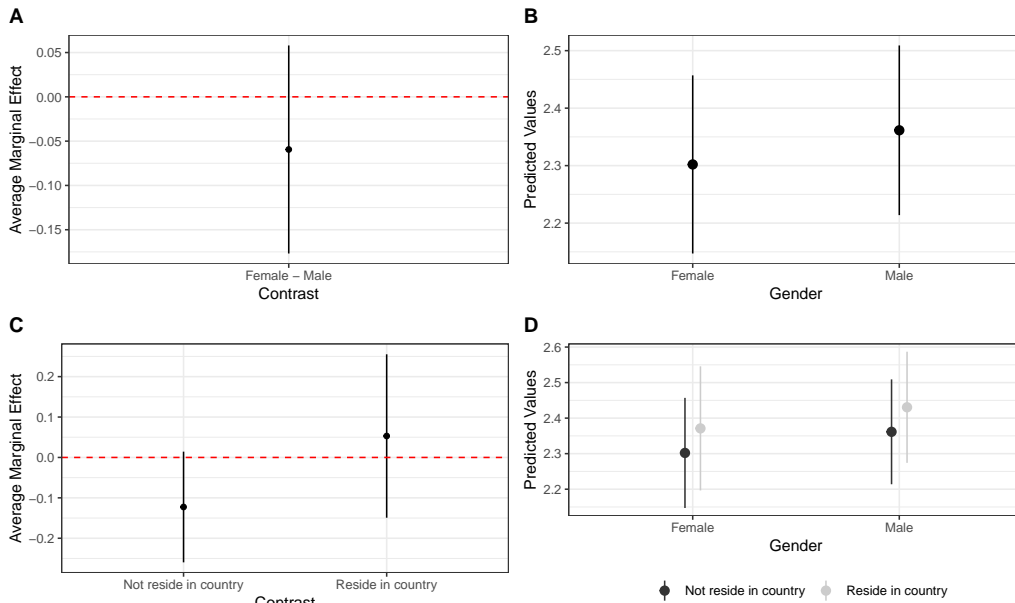 A
Average Marginal Effect
0.05
0.00
−0.05
−0.10
−0.15
Female − Male
Contrast
B
Predicted Values
2.5
2.4
2.3
2.2
Female
Male
Gender
C
Average Marginal Effect
0.2
0.1
0.0
−0.1
−0.2
Not reside in country
Reside in country
Contrast
D
Predicted Values
2.6
2.5
2.4
2.3
2.2
Female
Male
Gender
Not reside in country
Reside in country